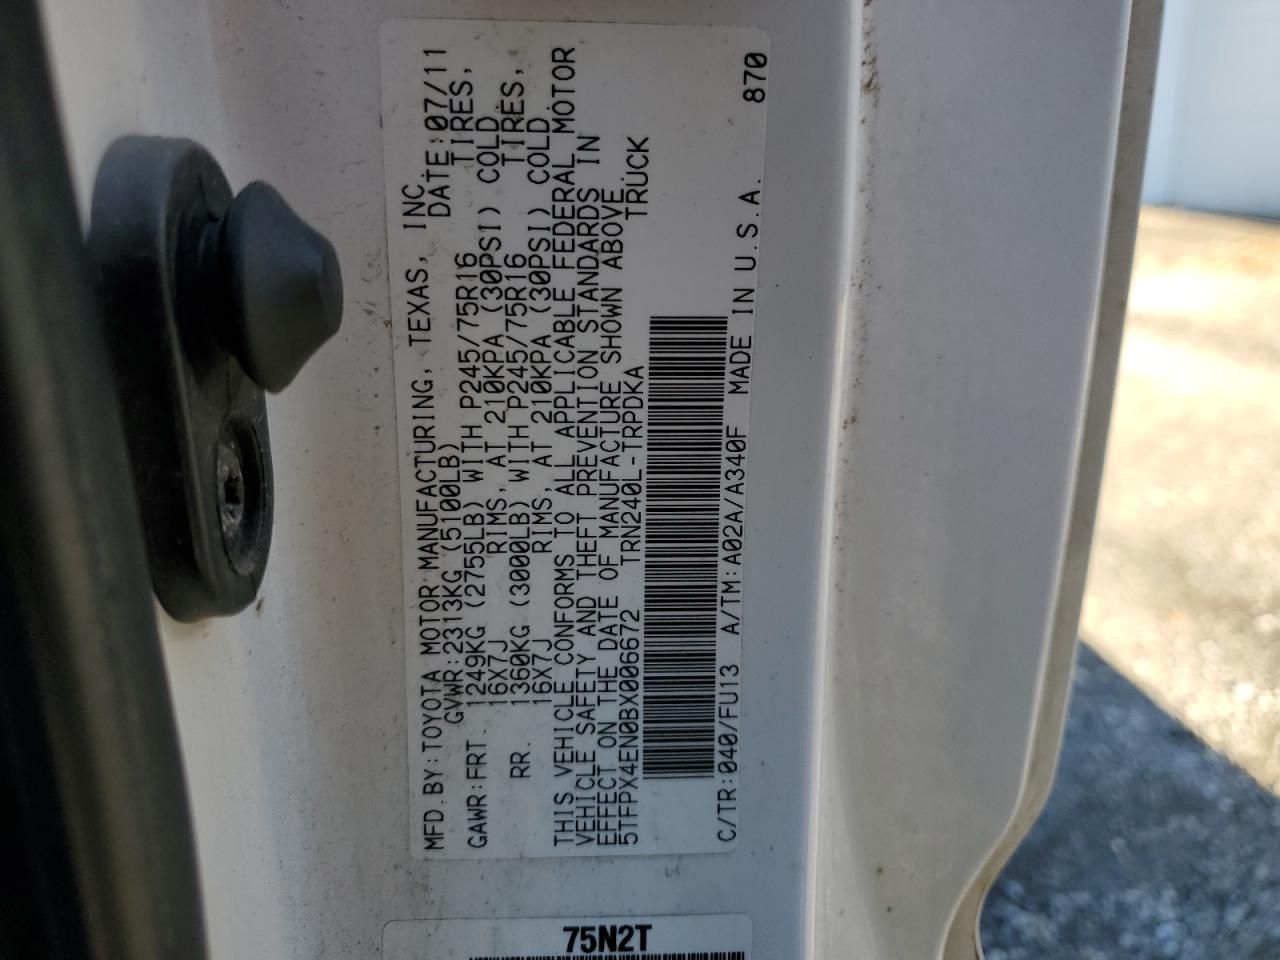 MFD.BY:TOYOTA MOTOR MANUFACTURING, TEXAS, INC.
GVWR:2313KG (5100LB) DATE:07/11
GAWR:FRT. 1249KG (2755LB) WITH P245/75R16 TIRES,
16X7J RIMS, AT 210KPA (30PSI) COLD
RR. 1360KG (3000LB) WITH P245/75R16 TIRES,
16X7J RIMS, AT 210KPA (30PSI) COLD
THIS VEHICLE CONFORMS TO ALL APPLICABLE FEDERAL MOTOR
VEHICLE SAFETY AND THEFT PREVENTION STANDARDS IN
EFFECT ON THE DATE OF MANUFACTURE SHOWN ABOVE.
5TFPX4EN0BX006672 TRN240L-TRPDKA TRUCK
C/TR:040/FU13 A/TM:A02A/A340F MADE IN U.S.A. 870
75N2T